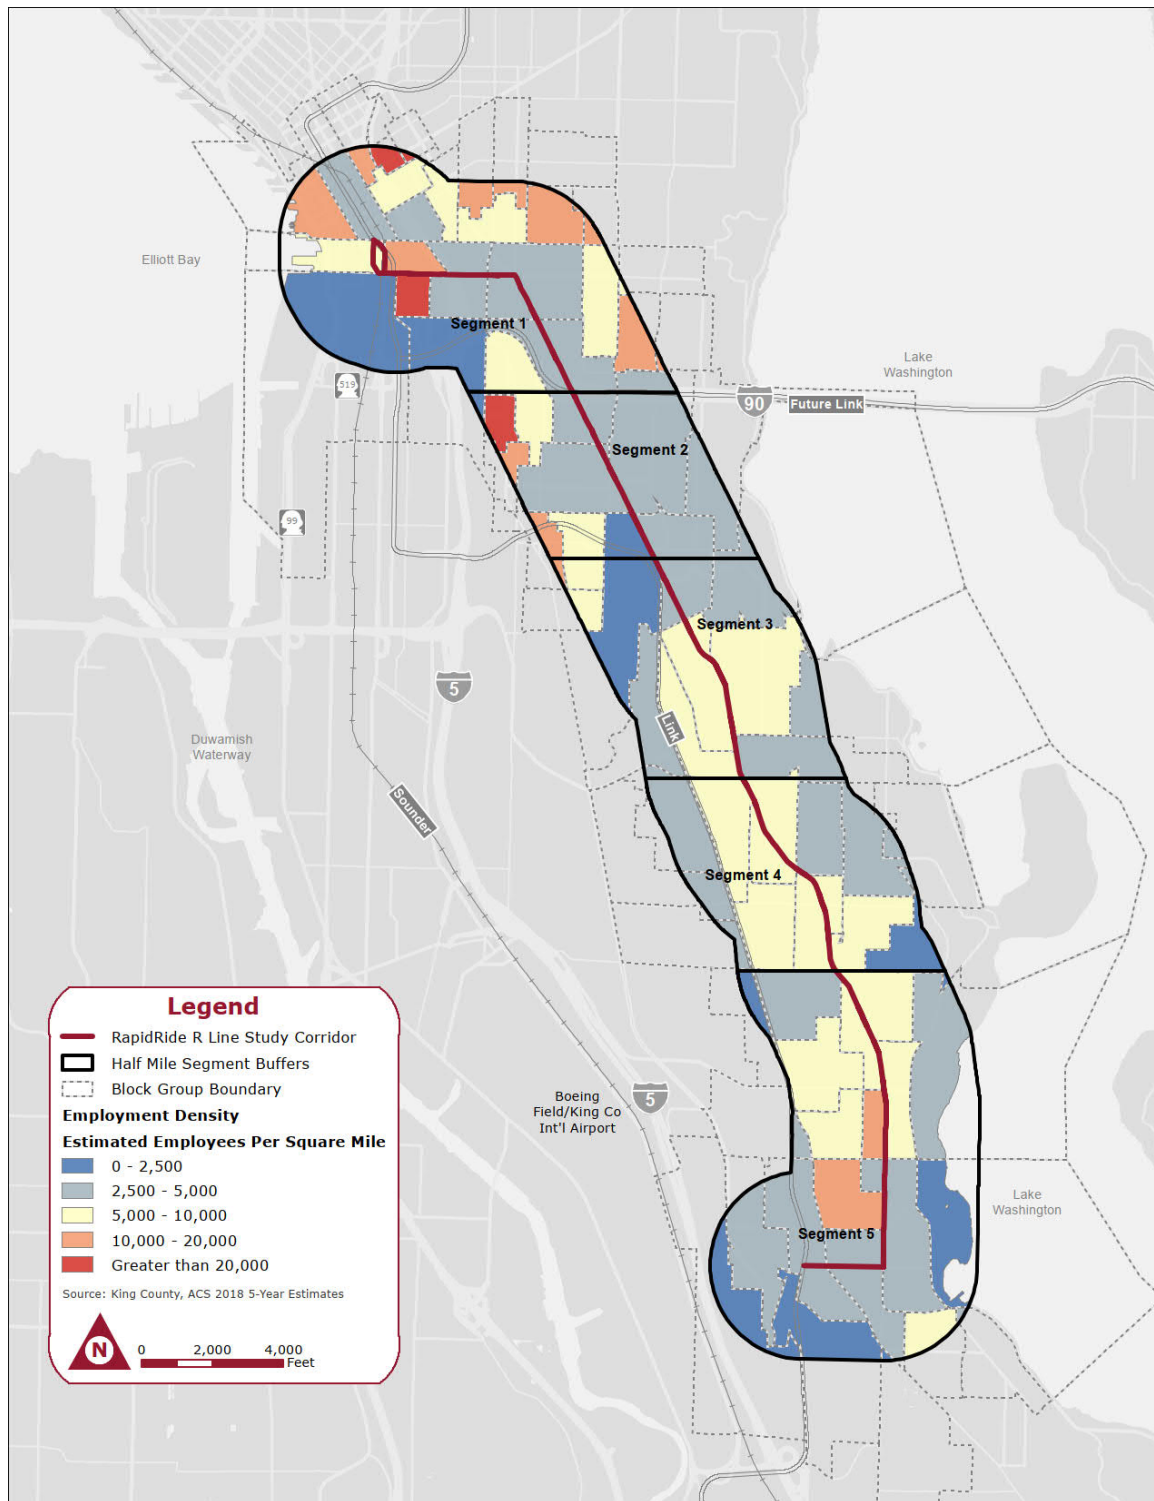 Elliott Bay
Segment 1
Lake
Washington
519
90
Future Link
Segment 2
99
Segment 3
5
Link
Duwamish
Waterway
Sounder
Segment 4
Legend
RapidRide R Line Study Corridor
Half Mile Segment Buffers
Block Group Boundary
Employment Density
Estimated Employees Per Square Mile
0 - 2,500
2,500 - 5,000
5,000 - 10,000
10,000 - 20,000
Greater than 20,000
Source: King County, ACS 2018 5-Year Estimates
N
0 2,000 4,000
Feet
Boeing
Field/King Co
Int'l Airport
5
Lake
Washington
Segment 5